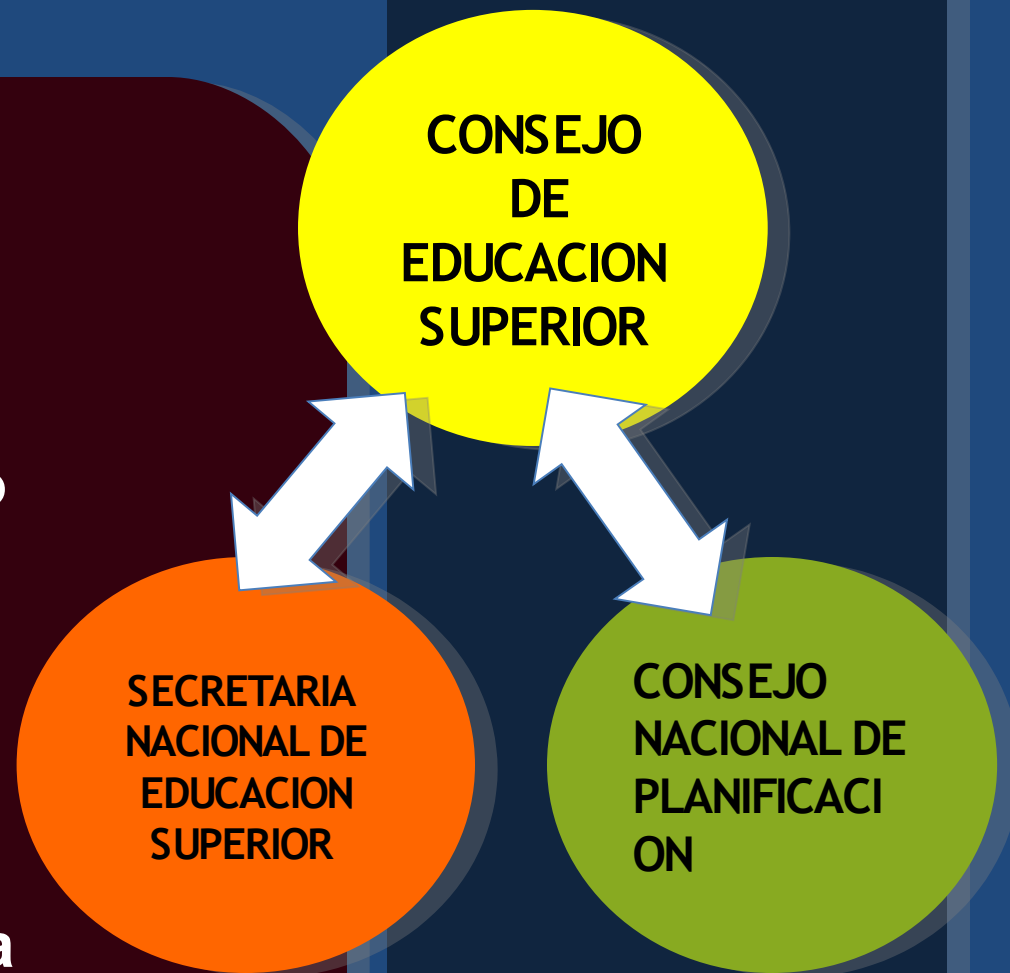 CONSEJO
DE
EDUCACION
SUPERIOR
o
SECRETARIA
NACIONAL DE
EDUCACION
SUPERIOR
CONSEJO
NACIONAL DE
PLANIFICACI
ON
a